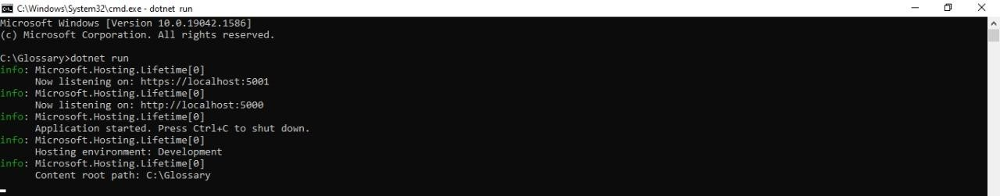 C:\Windows\System32\cmd.exe - dotnet run
Microsoft Windows [Version 10.0.19042.1586]
(c) Microsoft Corporation. All rights reserved.
C:\Glossary>dotnet run
info: Microsoft.Hosting.Lifetime[0]
Now listening on: https://localhost:5001
info: Microsoft.Hosting.Lifetime[0]
Now listening on: http://localhost:5000
info: Microsoft.Hosting.Lifetime[0]
Application started. Press Ctrl+C to shut down.
info: Microsoft.Hosting.Lifetime[0]
Hosting environment: Development
info: Microsoft.Hosting.Lifetime[0]
Content root path: C:\Glossary